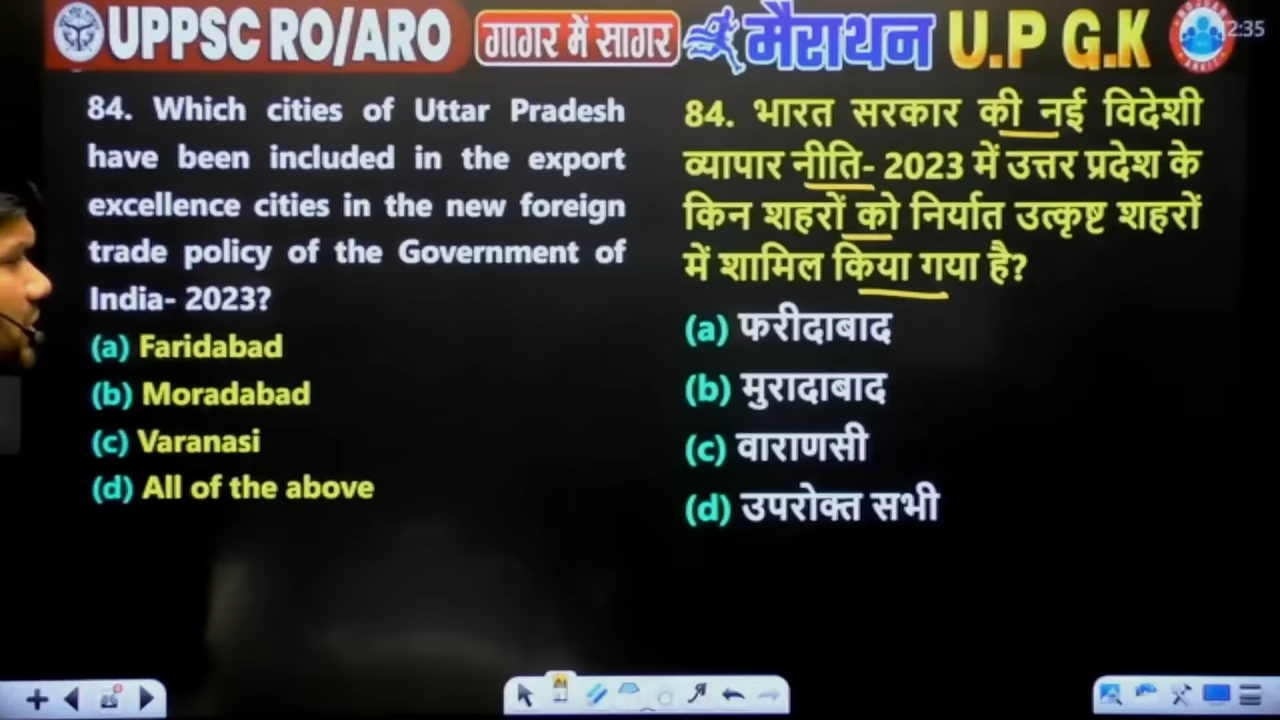 UPPSC RO/ARO
गागर में सागर
मैराथन
U.P G.K
2:35
84. Which cities of Uttar Pradesh
have been included in the export
excellence cities in the new foreign
trade policy of the Government of
India- 2023?
(a) Faridabad
(b) Moradabad
(c) Varanasi
(d) All of the above
84. भारत सरकार की नई विदेशी
व्यापार नीति- 2023 में उत्तर प्रदेश के
किन शहरों को निर्यात उत्कृष्ट शहरों
में शामिल किया गया है?
(a) फरीदाबाद
(b) मुरादाबाद
(c) वाराणसी
(d) उपरोक्त सभी